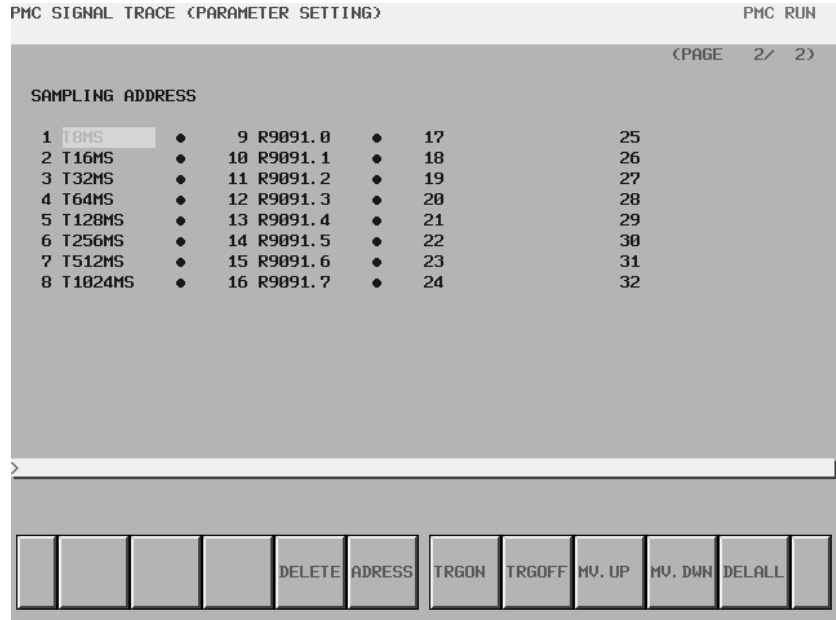 PMC SIGNAL TRACE (PARAMETER SETTING) PMC RUN
(PAGE 2/ 2)
SAMPLING ADDRESS
1 T8MS ● 9 R9091.0 ● 17 25
2 T16MS ● 10 R9091.1 ● 18 26
3 T32MS ● 11 R9091.2 ● 19 27
4 T64MS ● 12 R9091.3 ● 20 28
5 T128MS ● 13 R9091.4 ● 21 29
6 T256MS ● 14 R9091.5 ● 22 30
7 T512MS ● 15 R9091.6 ● 23 31
8 T1024MS ● 16 R9091.7 ● 24 32
>
DELETE ADRESS TRGON TRGOFF MV.UP MV.DWN DELALL